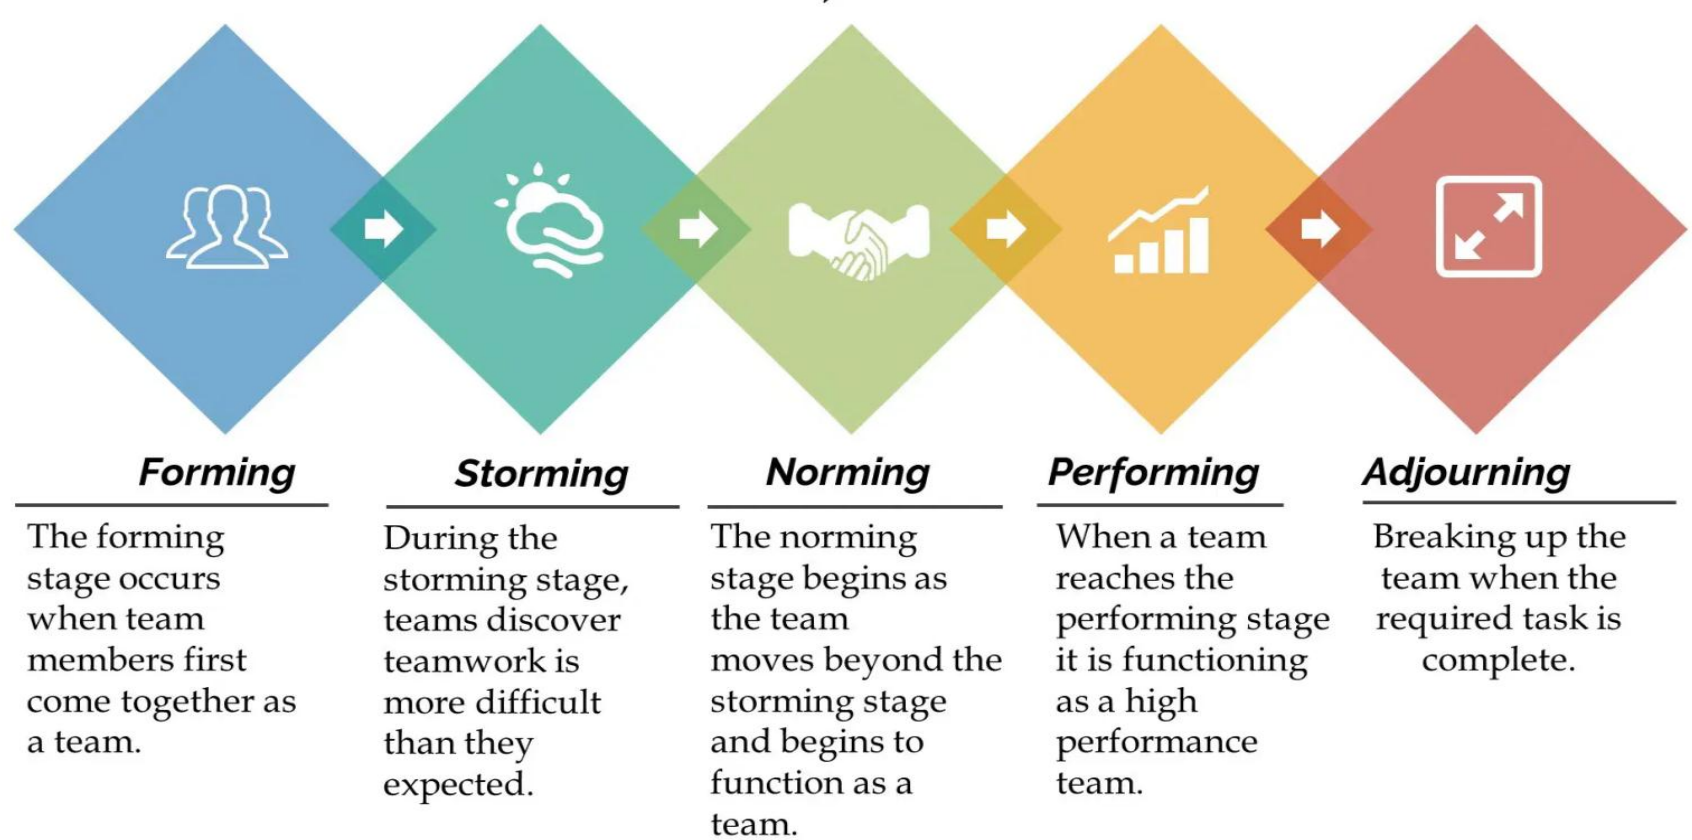 Forming
The forming
stage occurs
when team
members first
come together as
a team.
Storming
During the
storming stage,
teams discover
teamwork is
more difficult
than they
expected.
Norming
The norming
stage begins as
the team
moves beyond the
storming stage
and begins to
function as a
team.
Performing
When a team
reaches the
performing stage
it is functioning
as a high
performance
team.
Adjourning
Breaking up the
team when the
required task is
complete.